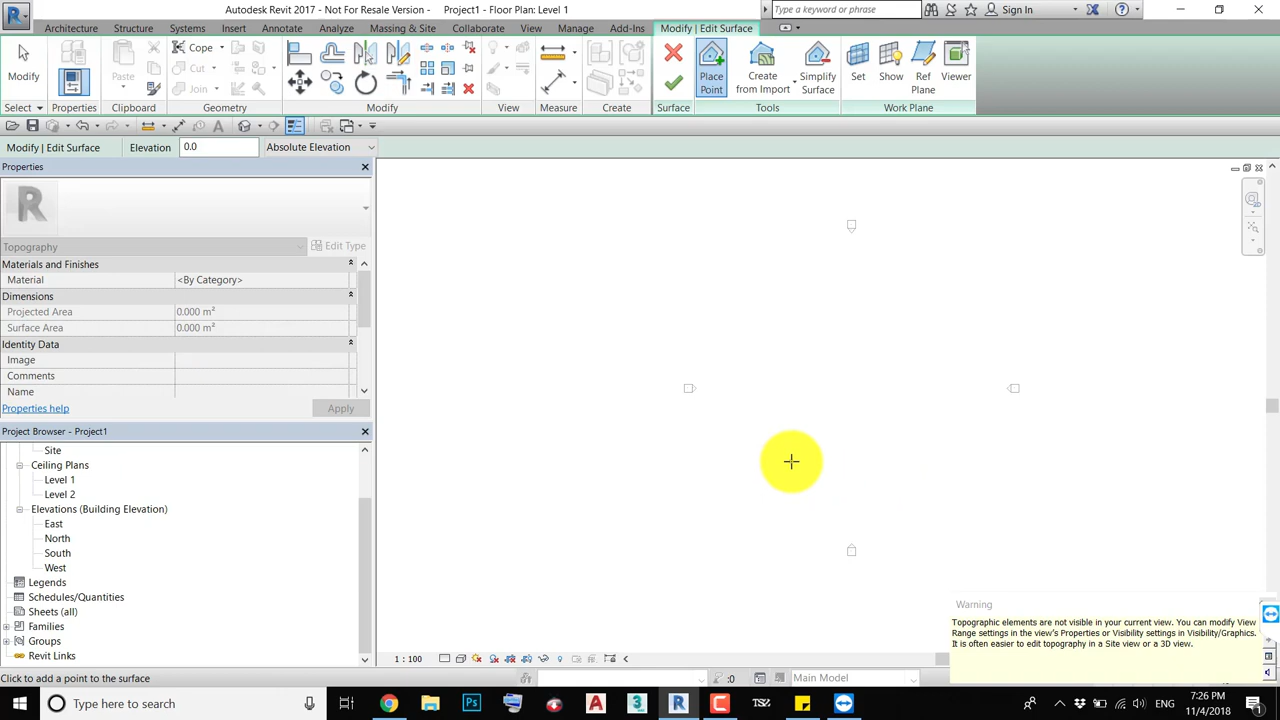 Autodesk Revit 2017 - Not For Resale Version - Project1 - Floor Plan: Level 1
Type a keyword or phrase
Sign In
Architecture Structure Systems Insert Annotate Analyze Massing & Site Collaborate View Manage Add-Ins Modify | Edit Surface
Modify
Paste
Cope
Cut
Join
Place Point
Create from Import
Simplify Surface
Set
Show
Ref Plane
Viewer
Select Properties Clipboard Geometry Modify View Measure Create Surface Tools Work Plane
Modify | Edit Surface Elevation 0.0 Absolute Elevation
Properties
Topography Edit Type
Materials and Finishes
Material <By Category>
Dimensions
Projected Area 0.000 m²
Surface Area 0.000 m²
Identity Data
Image
Comments
Name
Properties help Apply
Project Browser - Project1
Site
Ceiling Plans
Level 1
Level 2
Elevations (Building Elevation)
East
North
South
West
Legends
Schedules/Quantities
Sheets (all)
Families
Groups
Revit Links
Warning
Topographic elements are not visible in your current view. You can modify View
Range settings in the view's Properties or Visibility settings in Visibility/Graphics.
It is often easier to edit topography in a Site view or a 3D view.
1 : 100
Click to add a point to the surface
:0
Main Model
Type here to search
ENG
7:26 PM
11/4/2018